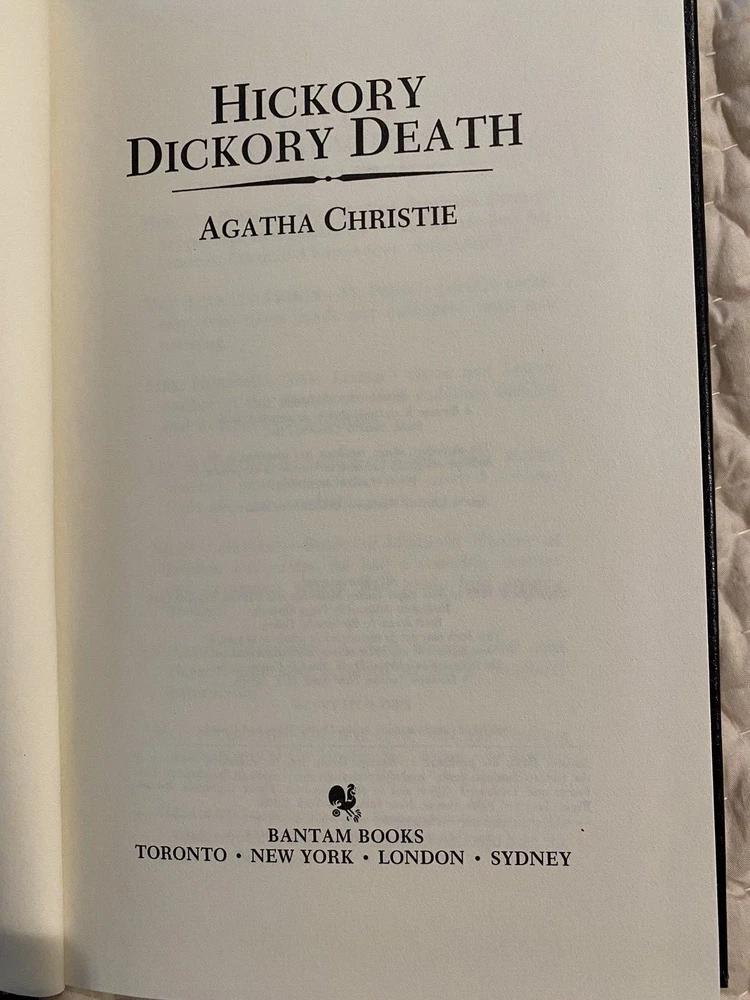 HICKORY
DICKORY DEATH
AGATHA CHRISTIE
BANTAM BOOKS
TORONTO • NEW YORK • LONDON • SYDNEY